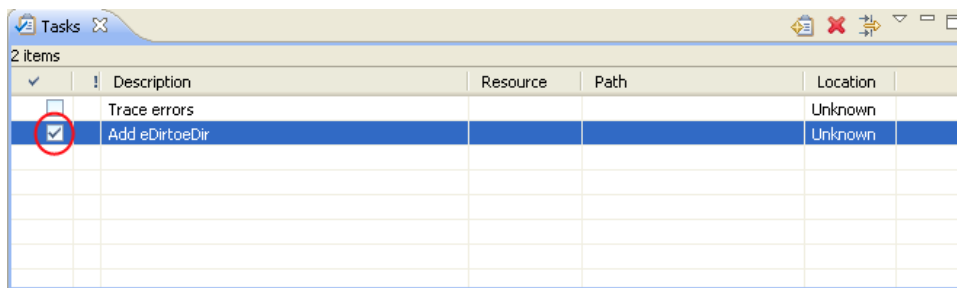 Tasks
2 items
! Description Resource Path Location
Trace errors Unknown
Add eDirtoeDir Unknown